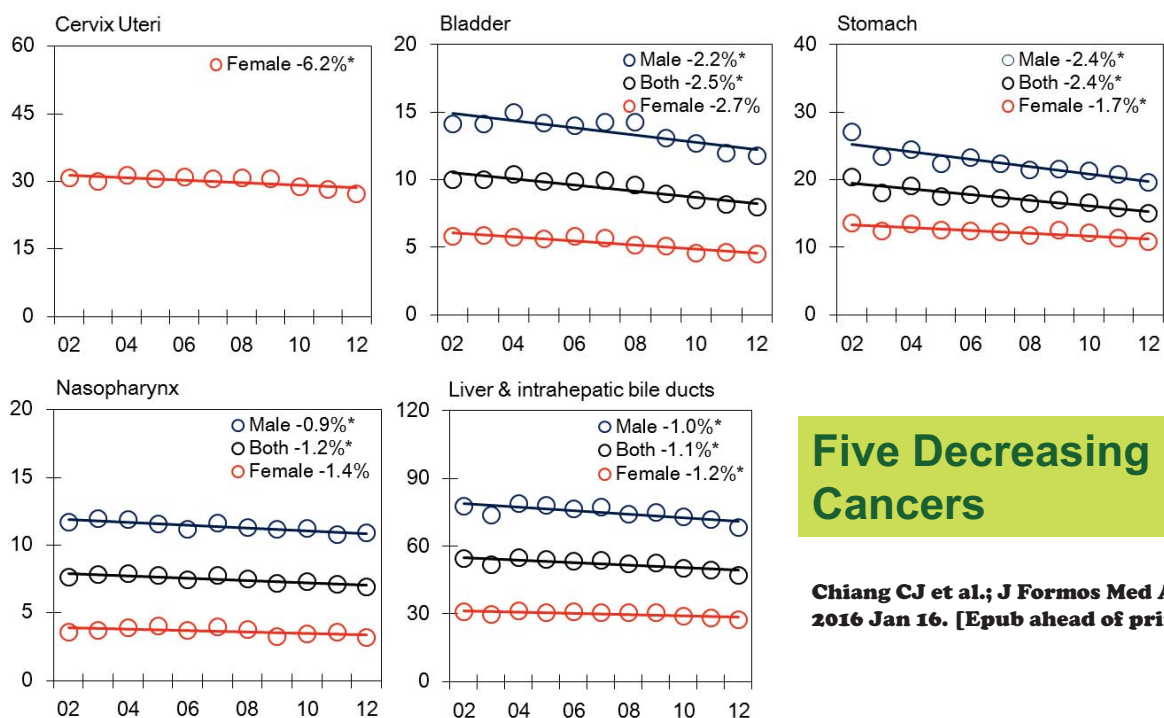 Cervix Uteri
60
45
30
15
0
Female -6.2%*
02 04 06 08 10 12
Bladder
20
15
10
5
0
Male -2.2%*
Both -2.5%*
Female -2.7%
02 04 06 08 10 12
Stomach
40
30
20
10
0
Male -2.4%*
Both -2.4%*
Female -1.7%*
02 04 06 08 10 12
Nasopharynx
20
15
10
5
0
Male -0.9%*
Both -1.2%*
Female -1.4%
02 04 06 08 10 12
Liver & intrahepatic bile ducts
120
90
60
30
0
Male -1.0%*
Both -1.1%*
Female -1.2%*
02 04 06 08 10 12
Five Decreasing
Cancers
Chiang CJ et al.; J Formos Med
2016 Jan 16. [Epub ahead of